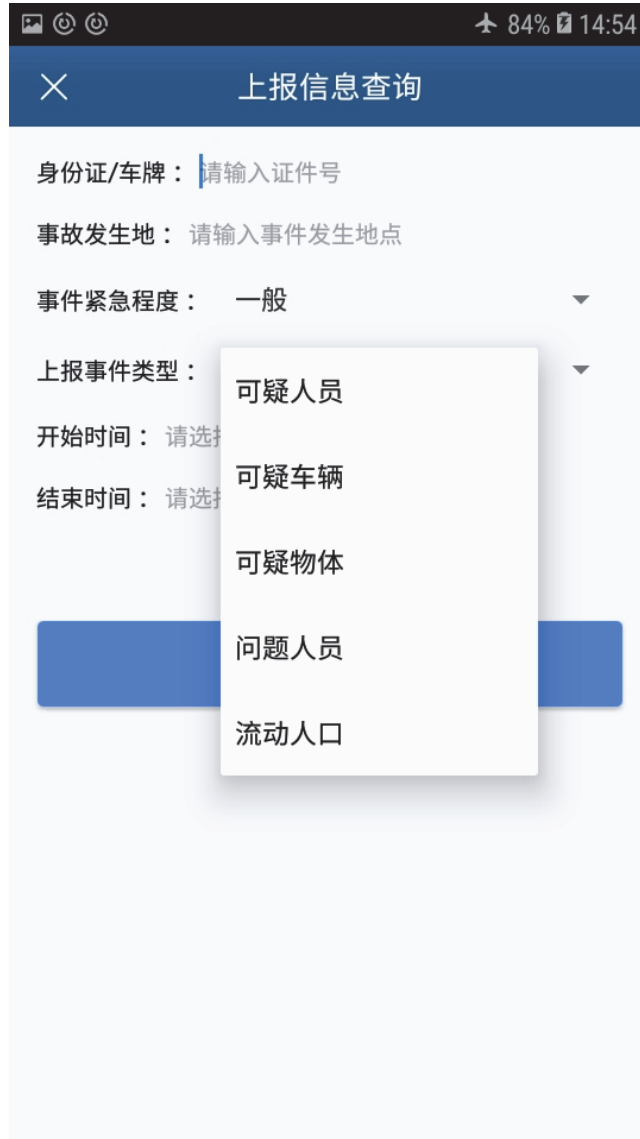 84% 14:54
上报信息查询
身份证/车牌： 请输入证件号
事故发生地： 请输入事件发生地点
事件紧急程度： 一般
上报事件类型：
可疑人员
开始时间： 请选
可疑车辆
结束时间： 请选
可疑物体
问题人员
流动人口